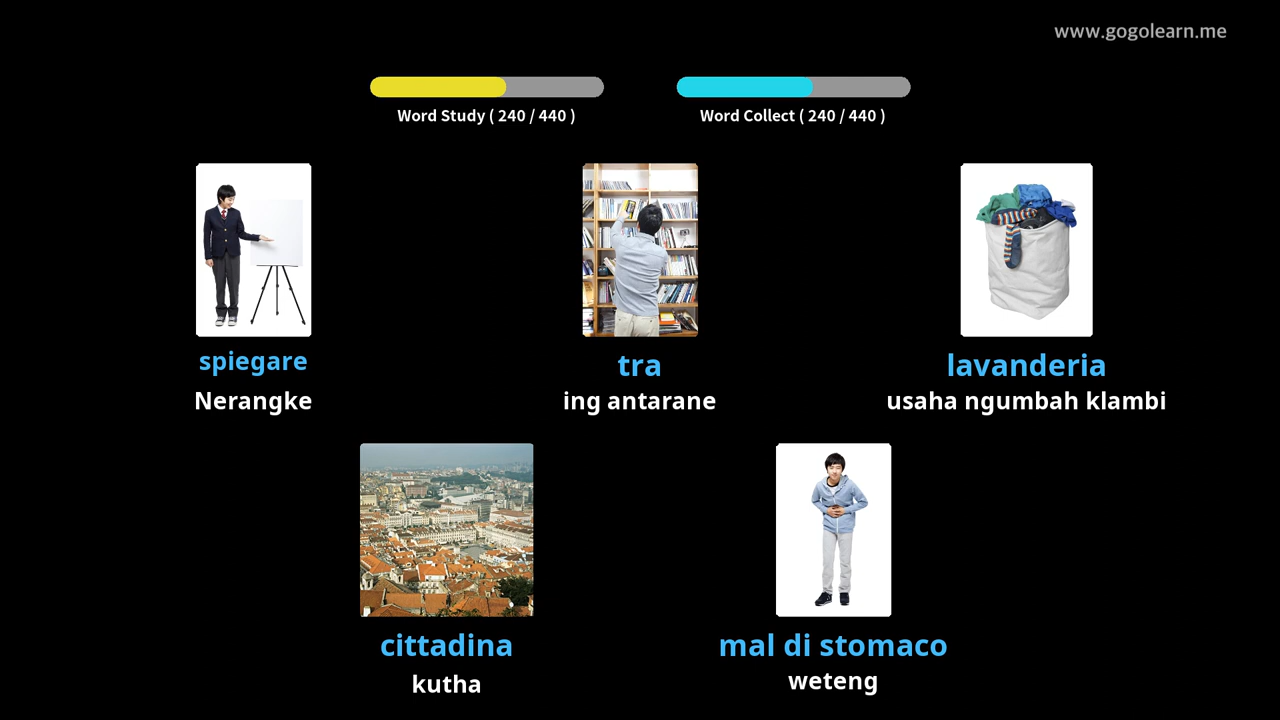 www.gogolearn.me
Word Study ( 240 / 440 )
Word Collect ( 240 / 440 )
spiegare
Nerangke
tra
ing antarane
lavanderia
usaha ngumbah klambi
cittadina
kutha
mal di stomaco
weteng